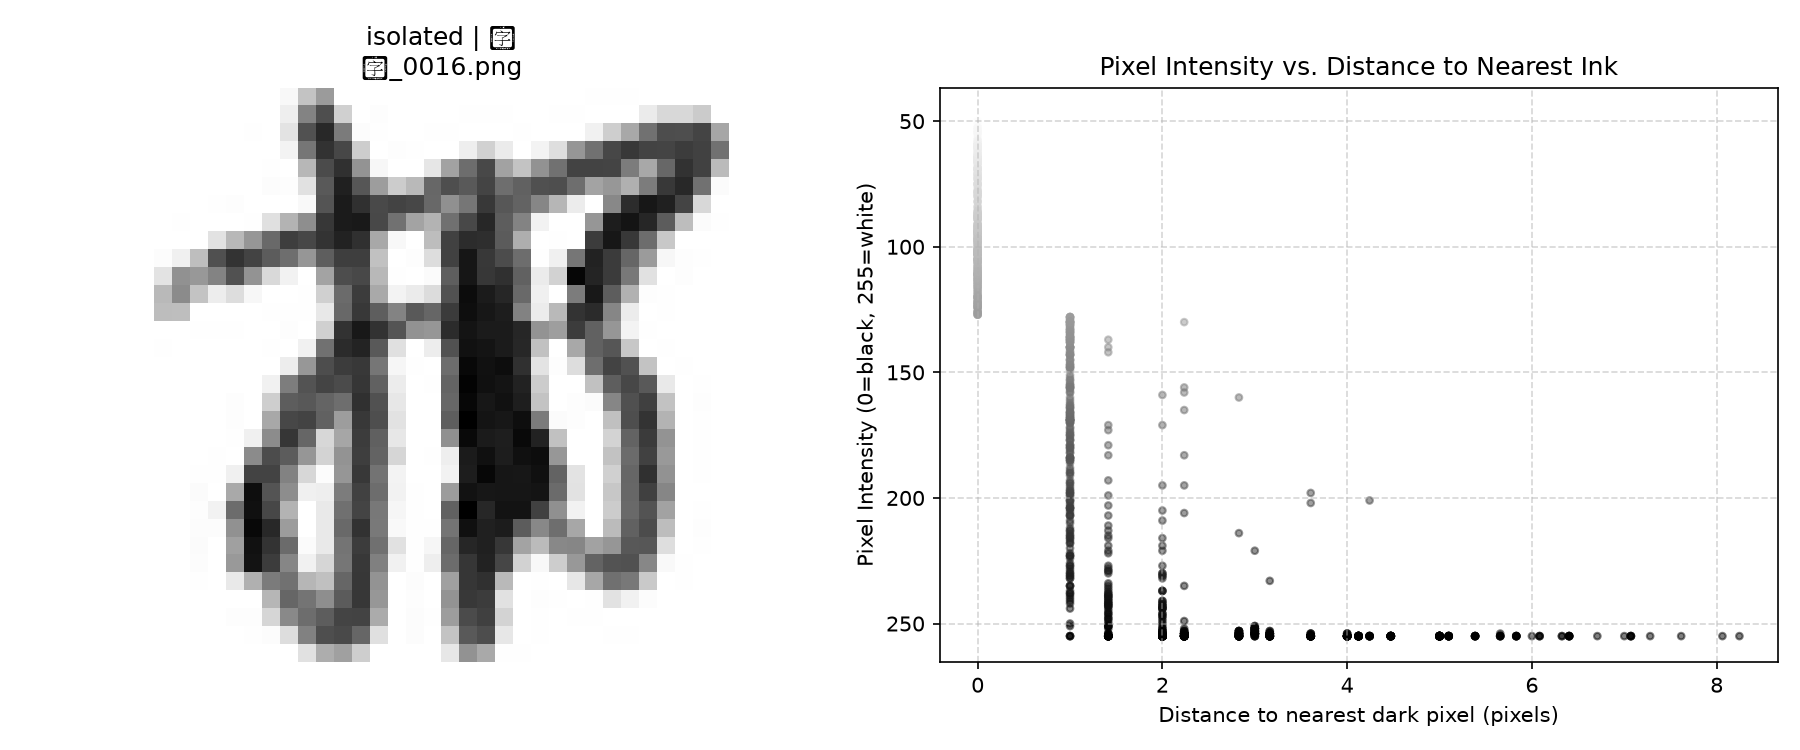 isolated |
_0016.png
Pixel Intensity vs. Distance to Nearest Ink
Pixel Intensity (0=black, 255=white)
50
100
150
200
250
0 2 4 6 8
Distance to nearest dark pixel (pixels)